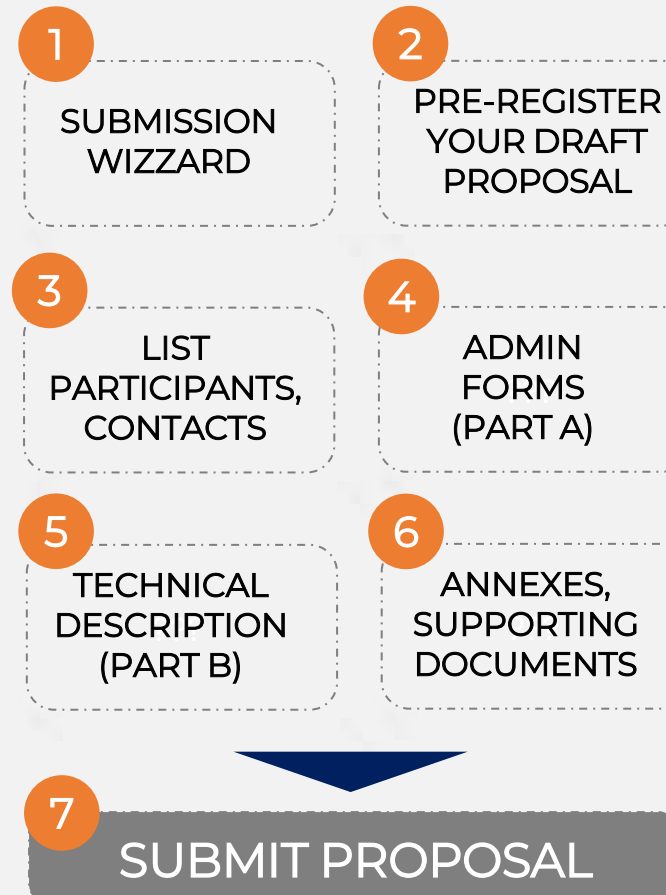 1
SUBMISSION
WIZZARD
2
PRE-REGISTER
YOUR DRAFT
PROPOSAL
3
LIST
PARTICIPANTS,
CONTACTS
4
ADMIN
FORMS
(PART A)
5
TECHNICAL
DESCRIPTION
(PART B)
6
ANNEXES,
SUPPORTING
DOCUMENTS
7
SUBMIT PROPOSAL